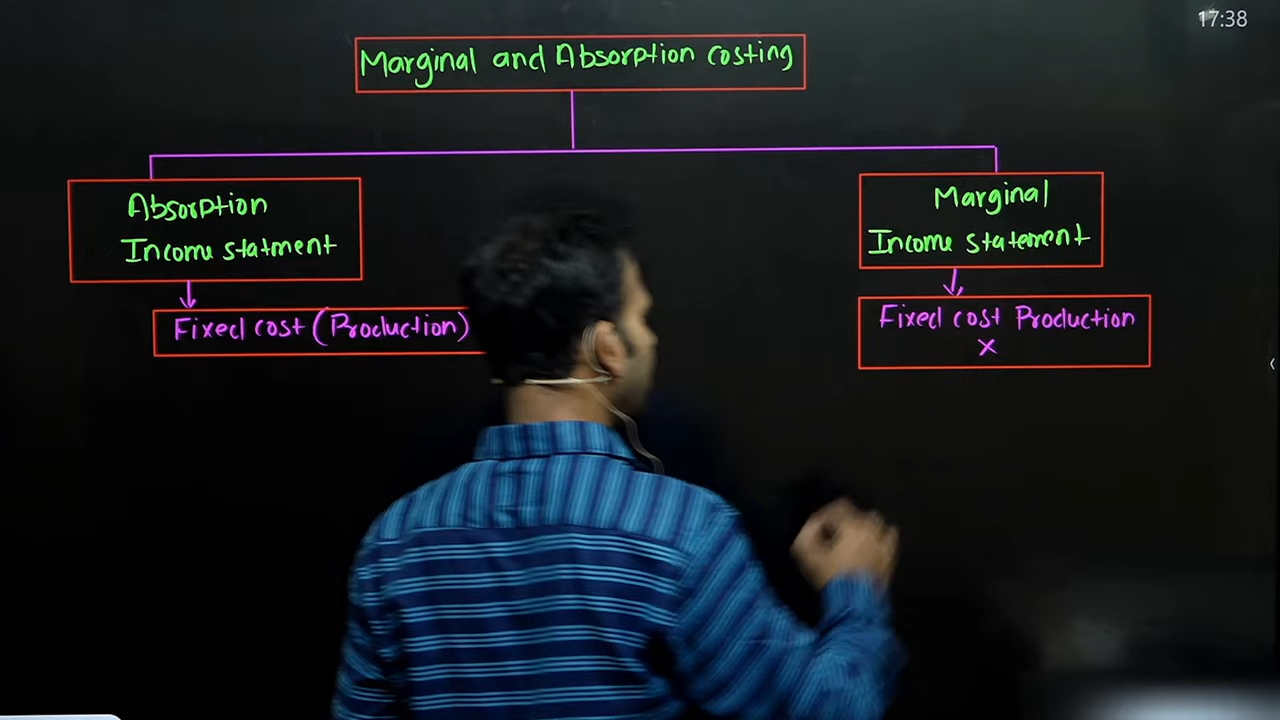 17:38
Marginal and Absorption costing
Absorption
Income statment
Marginal
Income statement
Fixed cost (Production)
Fixed cost Production
X